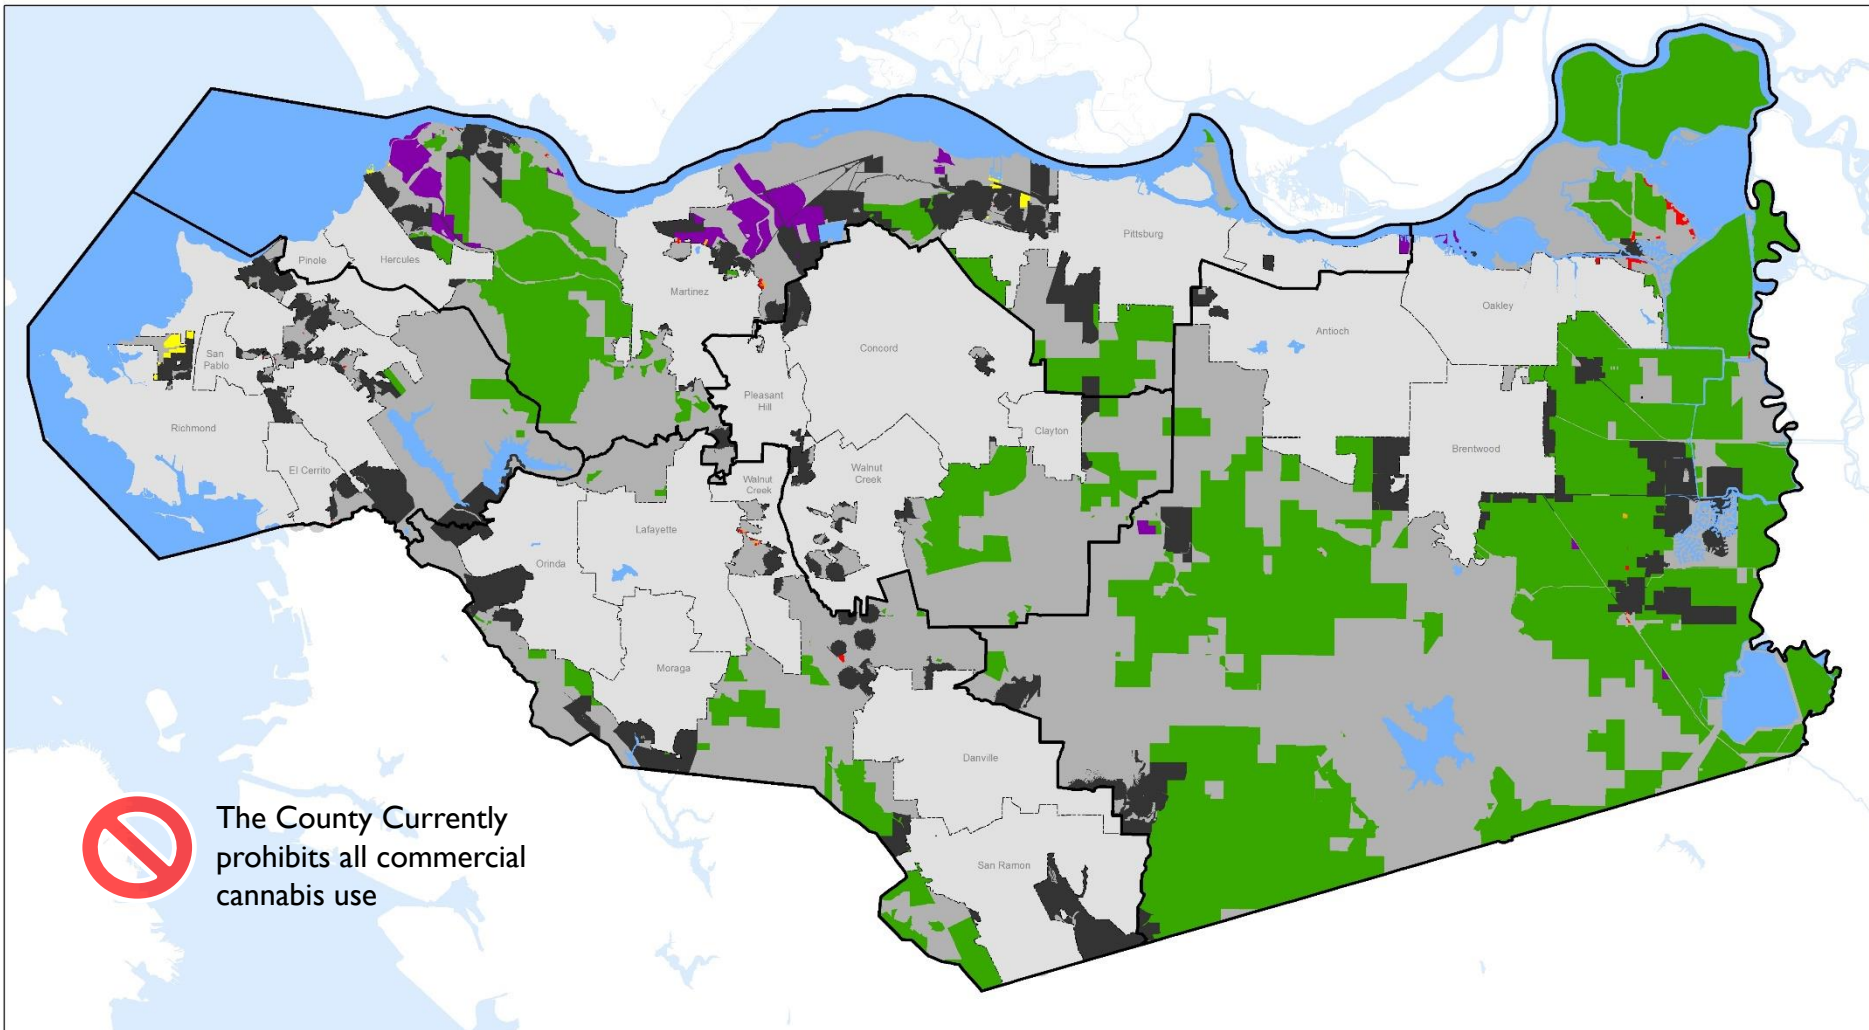 Pittsburg
Pinole
Hercules
Martinez
Oakley
Antioch
Concord
San
Pablo
Pleasant
Hill
Richmond
Clayton
Brentwood
El Cerrito
Walnut
Creek
Walnut
Creek
Lafayette
Orinda
Moraga
Danville
San Ramon
The County Currently
prohibits all commercial
cannabis use